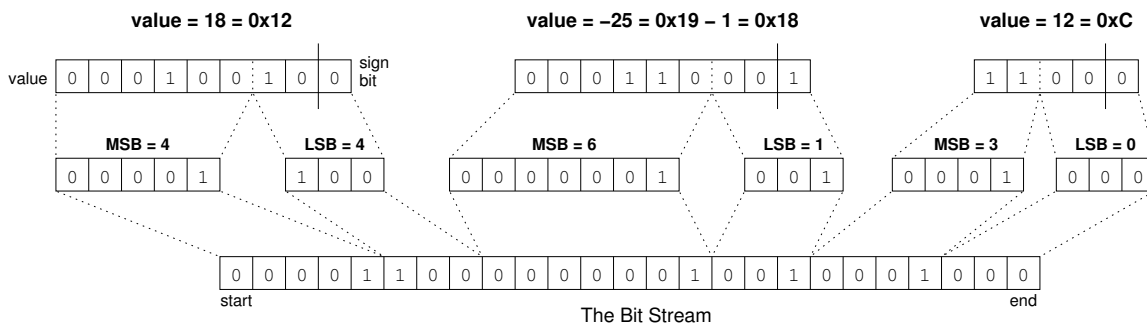 value = 18 = 0x12
value = −25 = 0x19 − 1 = 0x18
value = 12 = 0xC
value 0 0 0 1 0 0 1 0 0 sign bit
0 0 0 1 1 0 0 0 1
1 1 0 0 0
MSB = 4 LSB = 4 MSB = 6 LSB = 1 MSB = 3 LSB = 0
0 0 0 0 1 1 0 0 0 0 0 0 0 0 1 0 0 1 0 0 0 1 0 0 0
0 0 0 0 1 1 0 0 0 0 0 0 0 0 1 0 0 1 0 0 0 1 0 0 0
start end
The Bit Stream